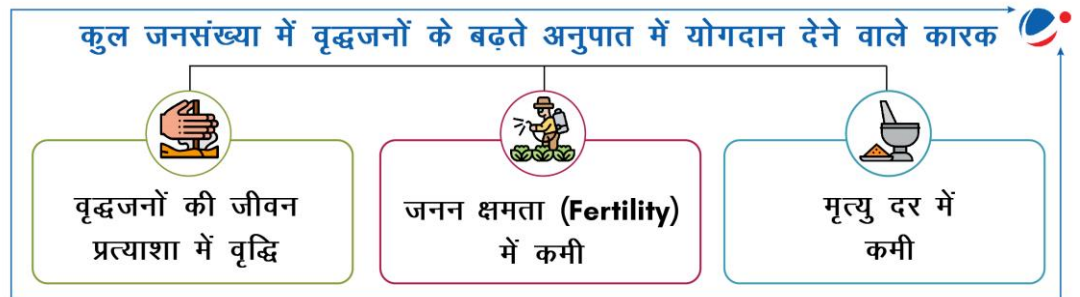 कुल जनसंख्या में वृद्धजनों के बढ़ते अनुपात में योगदान देने वाले कारक
वृद्धजनों की जीवन
प्रत्याशा में वृद्धि
जनन क्षमता (Fertility)
में कमी
मृत्यु दर में
कमी